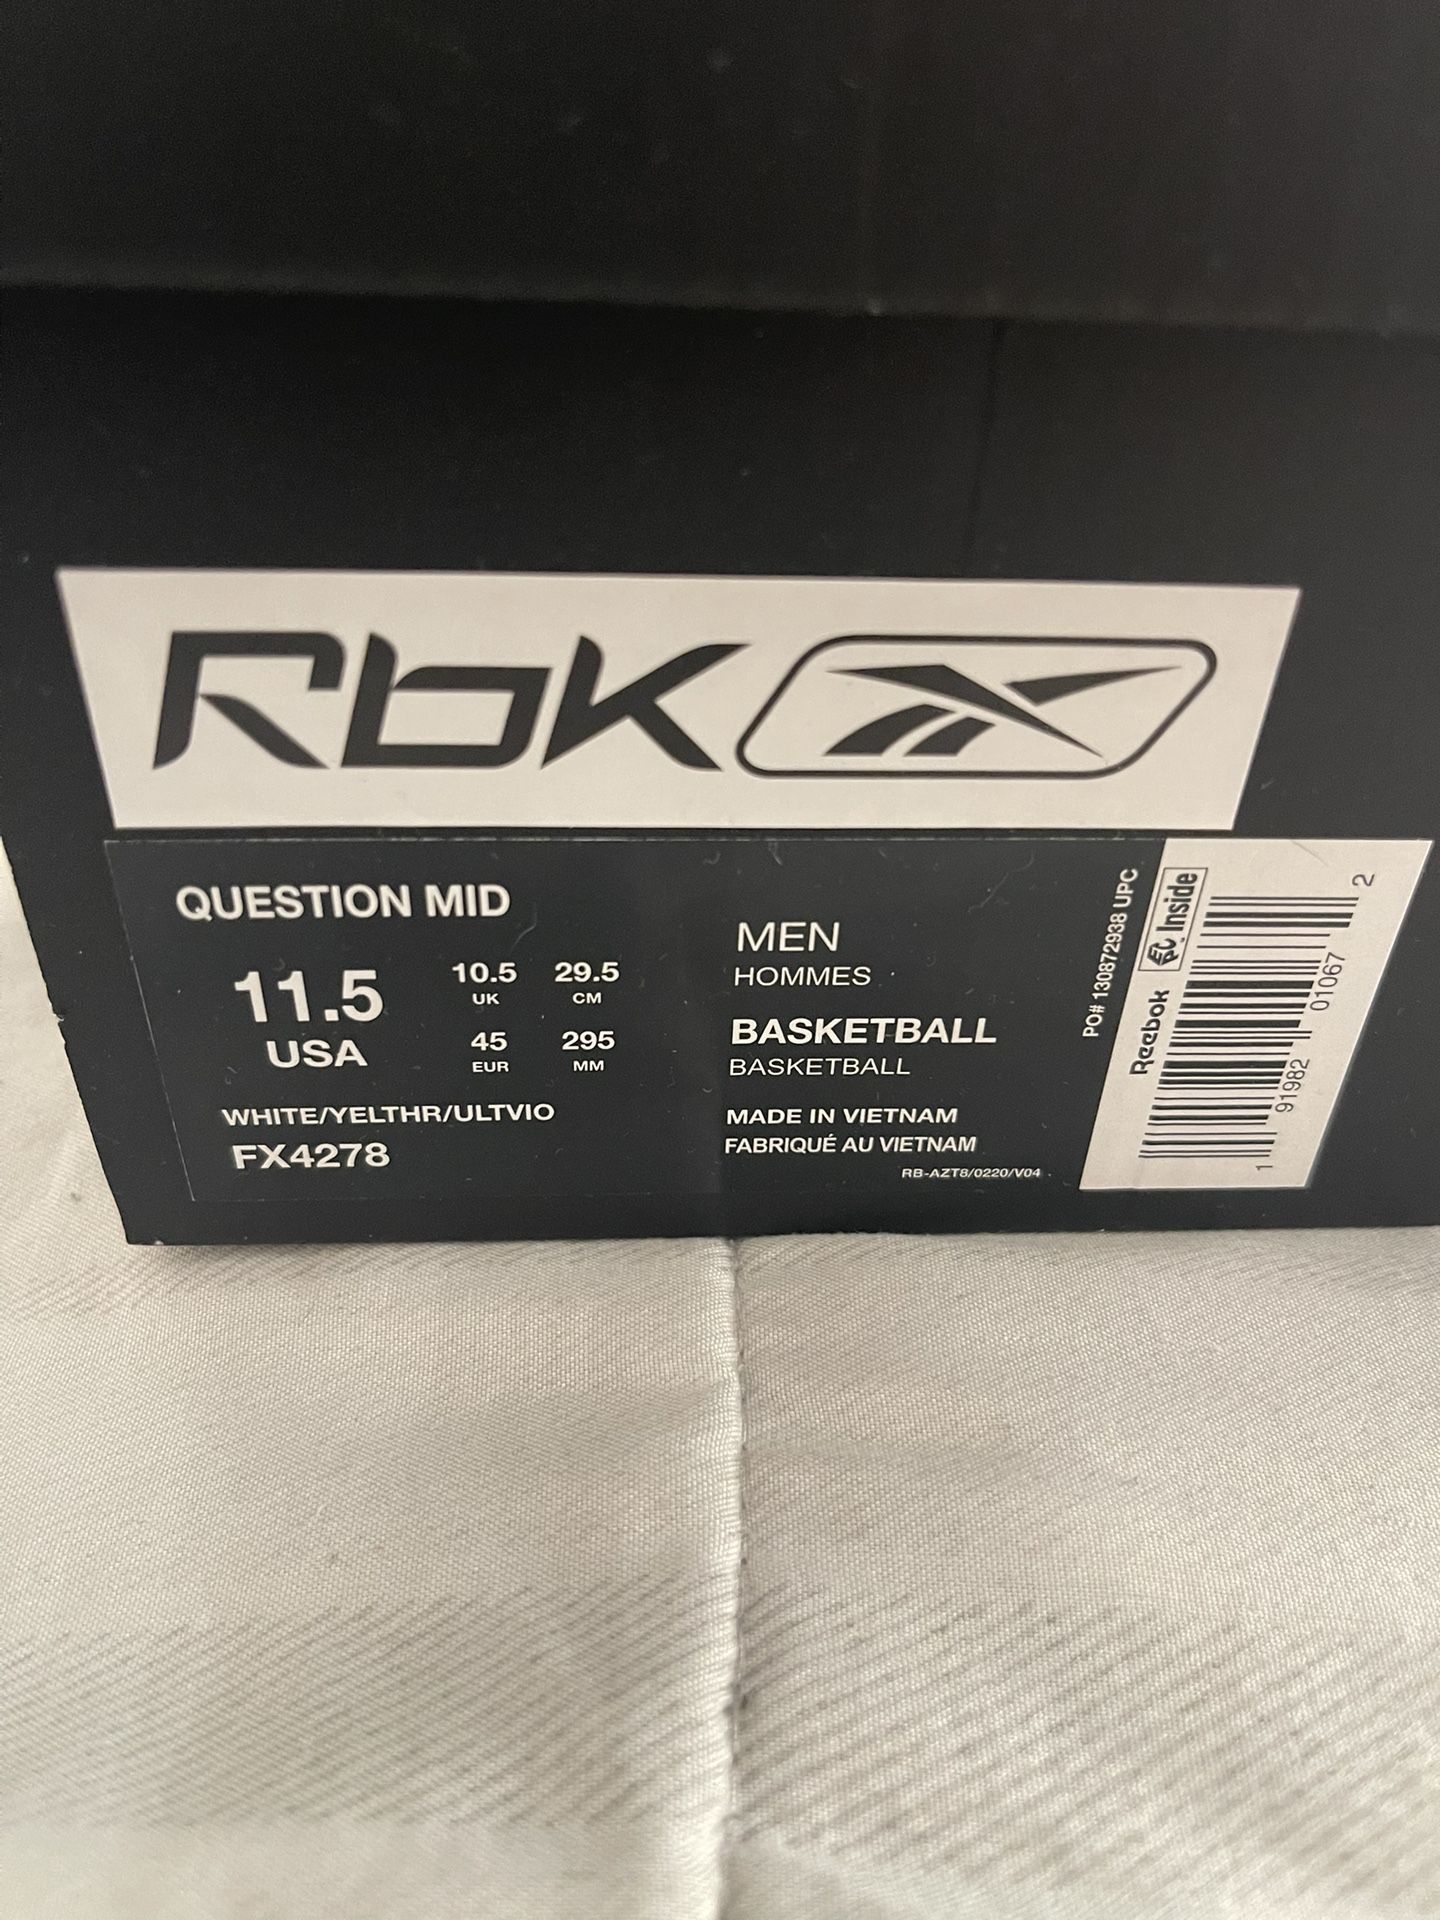 Rbk
QUESTION MID
11.5
USA
10.5
UK
29.5
CM
45
EUR
295
MM
WHITE/YELTHR/ULTVIO
FX4278
MEN
HOMMES
BASKETBALL
BASKETBALL
MADE IN VIETNAM
FABRIQUÉ AU VIETNAM
RB-AZT8/0220/V04
PO# 130872938 UPC
Reebok EPC Inside
1 91982 01067 2